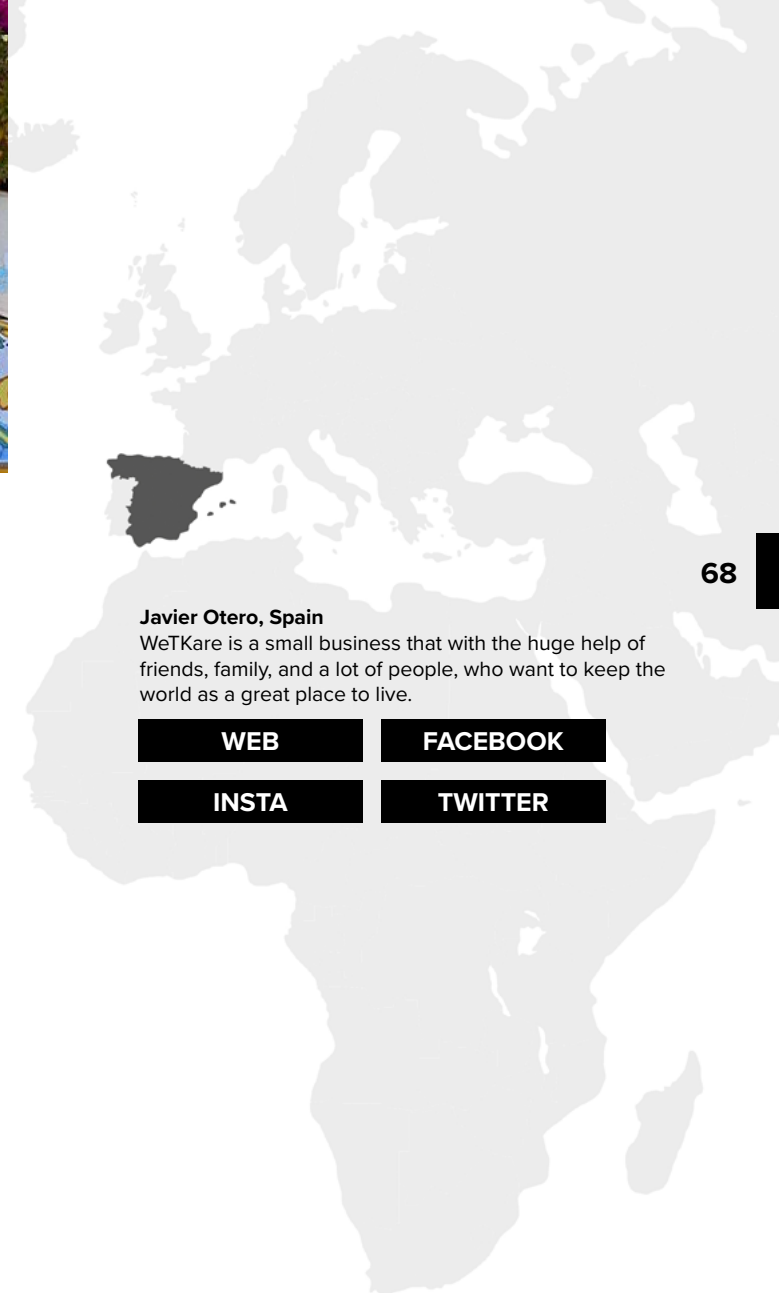 68
Javier Otero, Spain
WeTKare is a small business that with the huge help of
friends, family, and a lot of people, who want to keep the
world as a great place to live.
WEB
FACEBOOK
INSTA
TWITTER